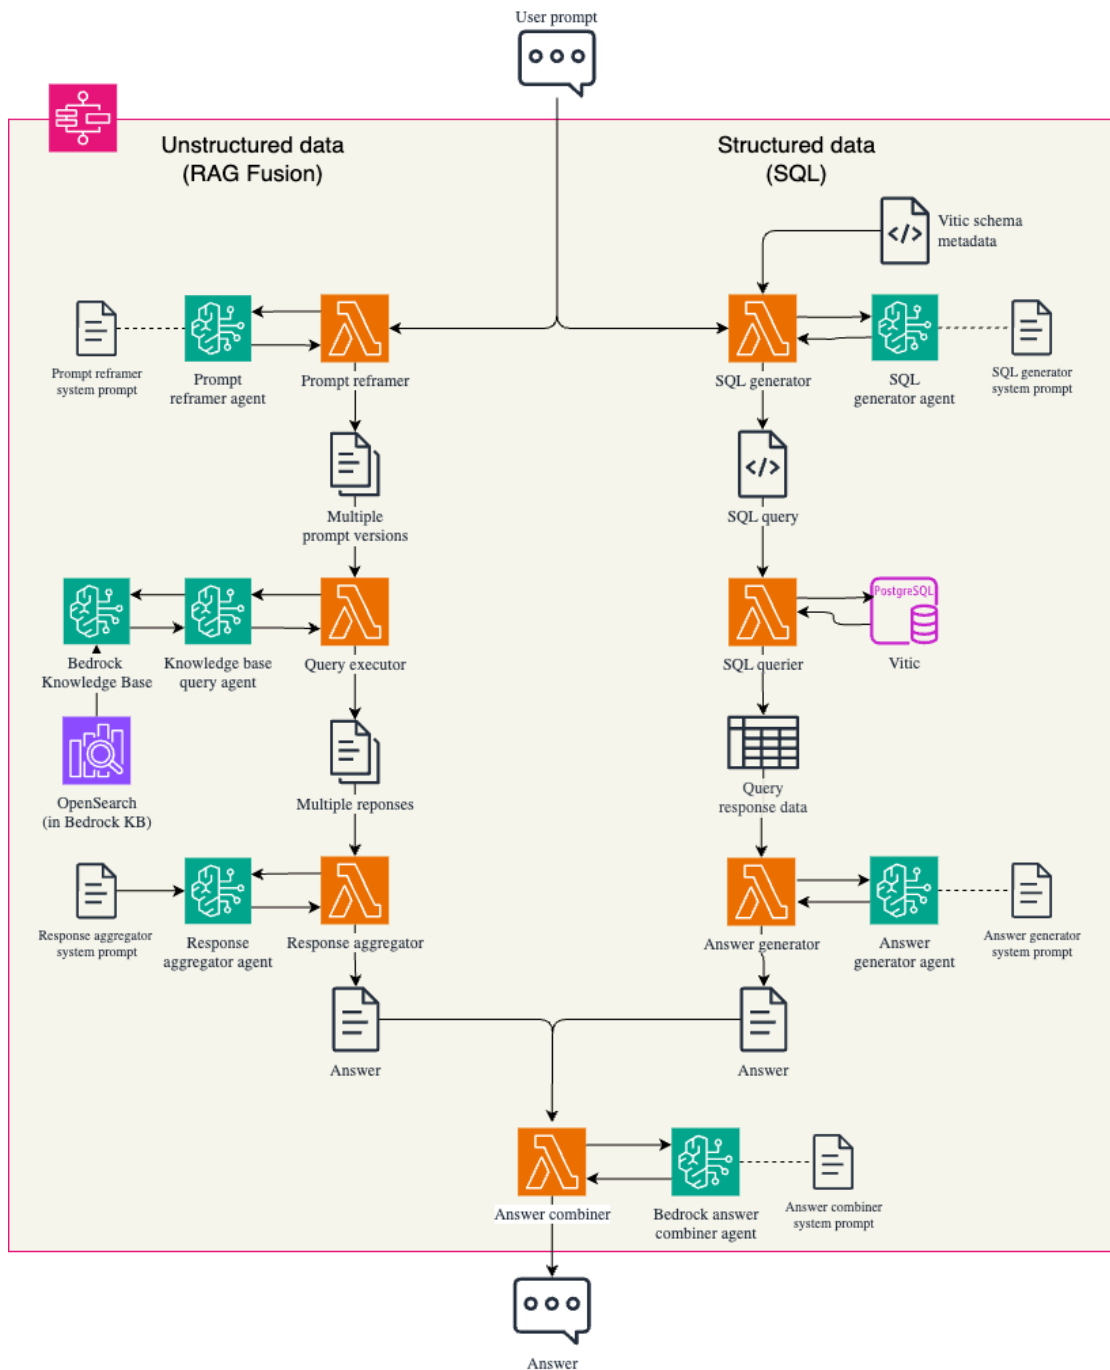 User prompt
Unstructured data
(RAG Fusion)
Structured data
(SQL)
Vitic schema
metadata
Prompt reframer
system prompt
Prompt
reframer agent
Prompt reframer
SQL generator
SQL
generator agent
SQL generator
system prompt
Multiple
prompt versions
SQL query
Bedrock
Knowledge Base
Knowledge base
query agent
Query executor
SQL querier
PostgreSQL
Vitic
OpenSearch
(in Bedrock KB)
Multiple reponses
Query
response data
Response aggregator
system prompt
Response
aggregator agent
Response aggregator
Answer generator
Answer
generator agent
Answer generator
system prompt
Answer
Answer
Answer combiner
Bedrock answer
combiner agent
Answer combiner
system prompt
Answer